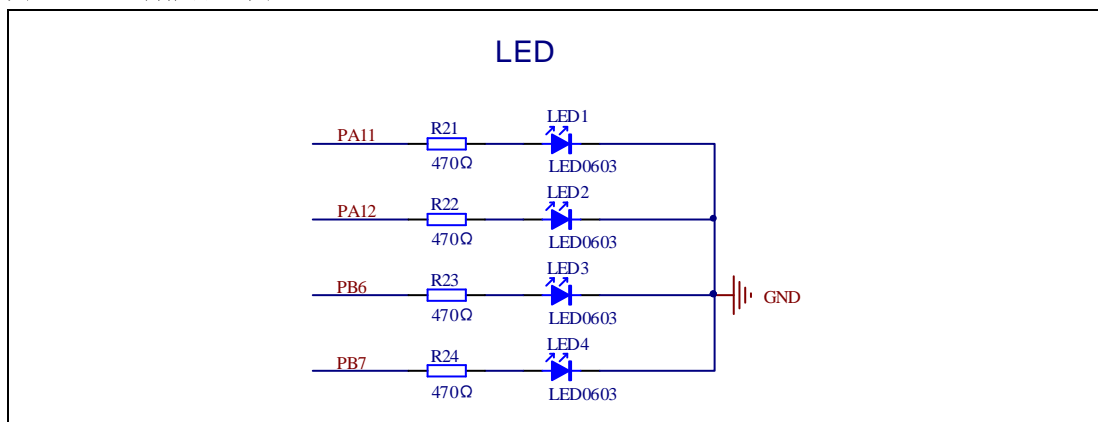 LED
LED1
PA11
R21
470Ω
LED0603
LED2
PA12
R22
470Ω
LED0603
LED3
PB6
R23
470Ω
LED0603
GND
LED4
PB7
R24
470Ω
LED0603